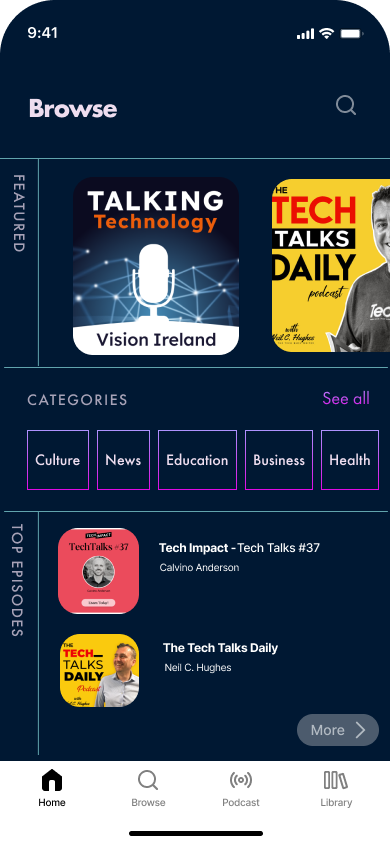 9:41
Browse
FEATURED
TALKING
Technology
Vision Ireland
THE
TECH
TALKS
DAILY
podcast
with
Neil C. Hughes
CATEGORIES
See all
Culture
News
Education
Business
Health
TOP EPISODES
TECH IMPACT
TechTalks #37
Tech Impact -Tech Talks #37
Calvino Anderson
THE
TECH
TALKS
DAILY
Podcast
The Tech Talks Daily
Neil C. Hughes
More
Home
Browse
Podcast
Library